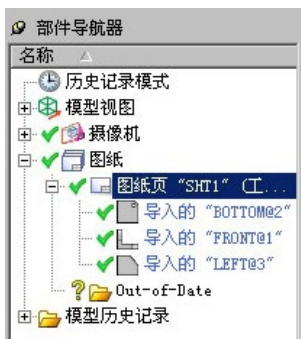 部件导航器
名称
历史记录模式
模型视图
摄像机
图纸
图纸页 "SHT1" (工...
导入的 "BOTTOM@2"
导入的 "FRONT@1"
导入的 "LEFT@3"
Out-of-Date
模型历史记录